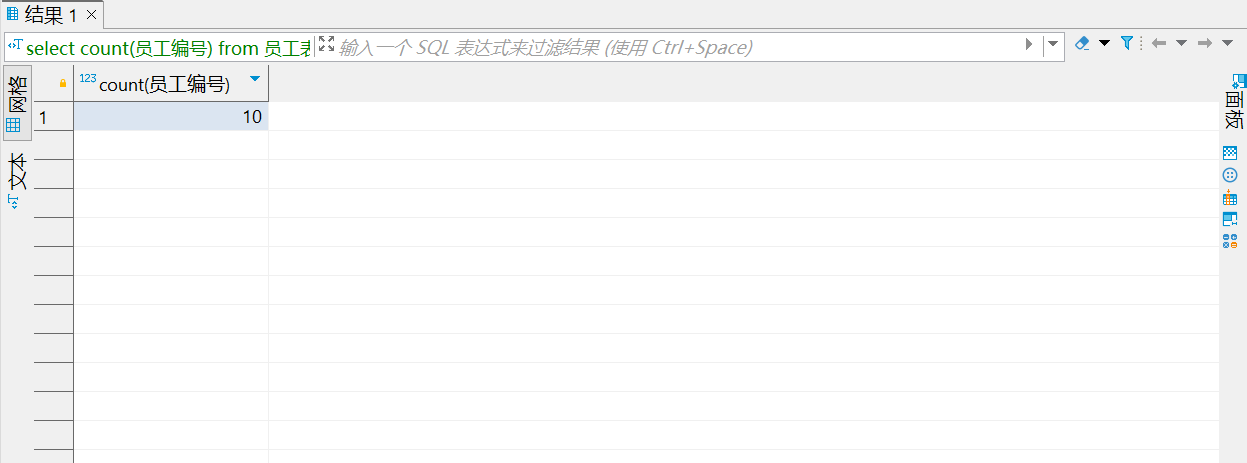 结果 1
select count(员工编号) from 员工表
输入一个 SQL 表达式来过滤结果 (使用 Ctrl+Space)
网格
文本
123 count(员工编号)
1
10
面板